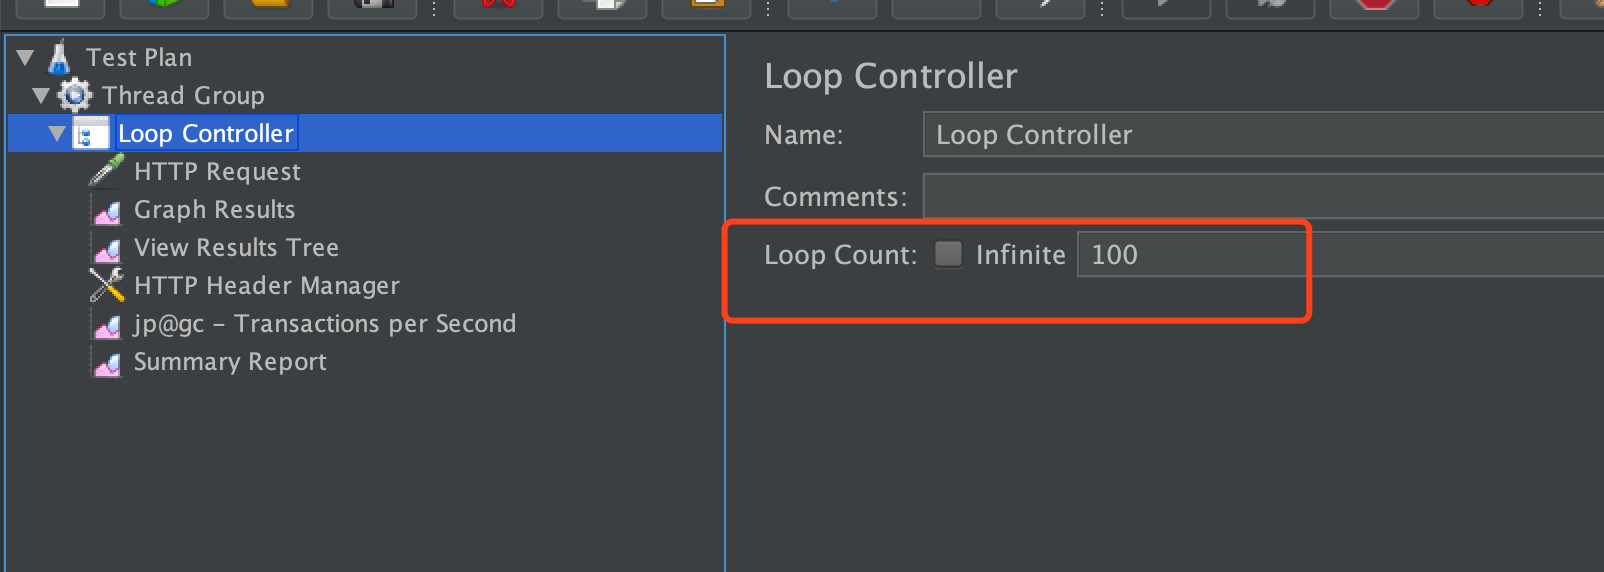 Test Plan
Thread Group
Loop Controller
HTTP Request
Graph Results
View Results Tree
HTTP Header Manager
jp@gc - Transactions per Second
Summary Report
Loop Controller
Name: Loop Controller
Comments:
Loop Count: Infinite 100